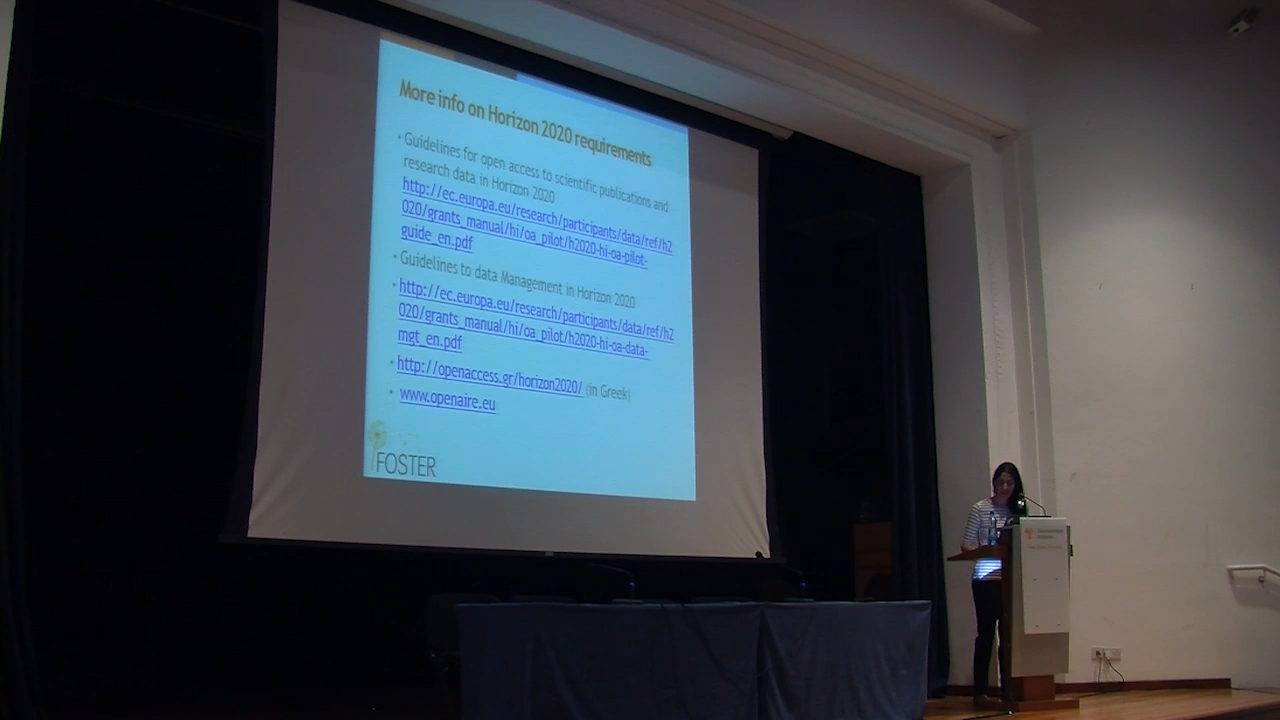 More info on Horizon 2020 requirements
• Guidelines for open access to scientific publications and
research data in Horizon 2020
http://ec.europa.eu/research/participants/data/ref/h2
020/grants_manual/hi/oa_pilot/h2020-hi-oa-pilot-
guide_en.pdf
• Guidelines to data Management in Horizon 2020
• http://ec.europa.eu/research/participants/data/ref/h2
020/grants_manual/hi/oa_pilot/h2020-hi-oa-data-
mgt_en.pdf
• http://openaccess.gr/horizon2020/ (in Greek)
• www.openaire.eu
FOSTER